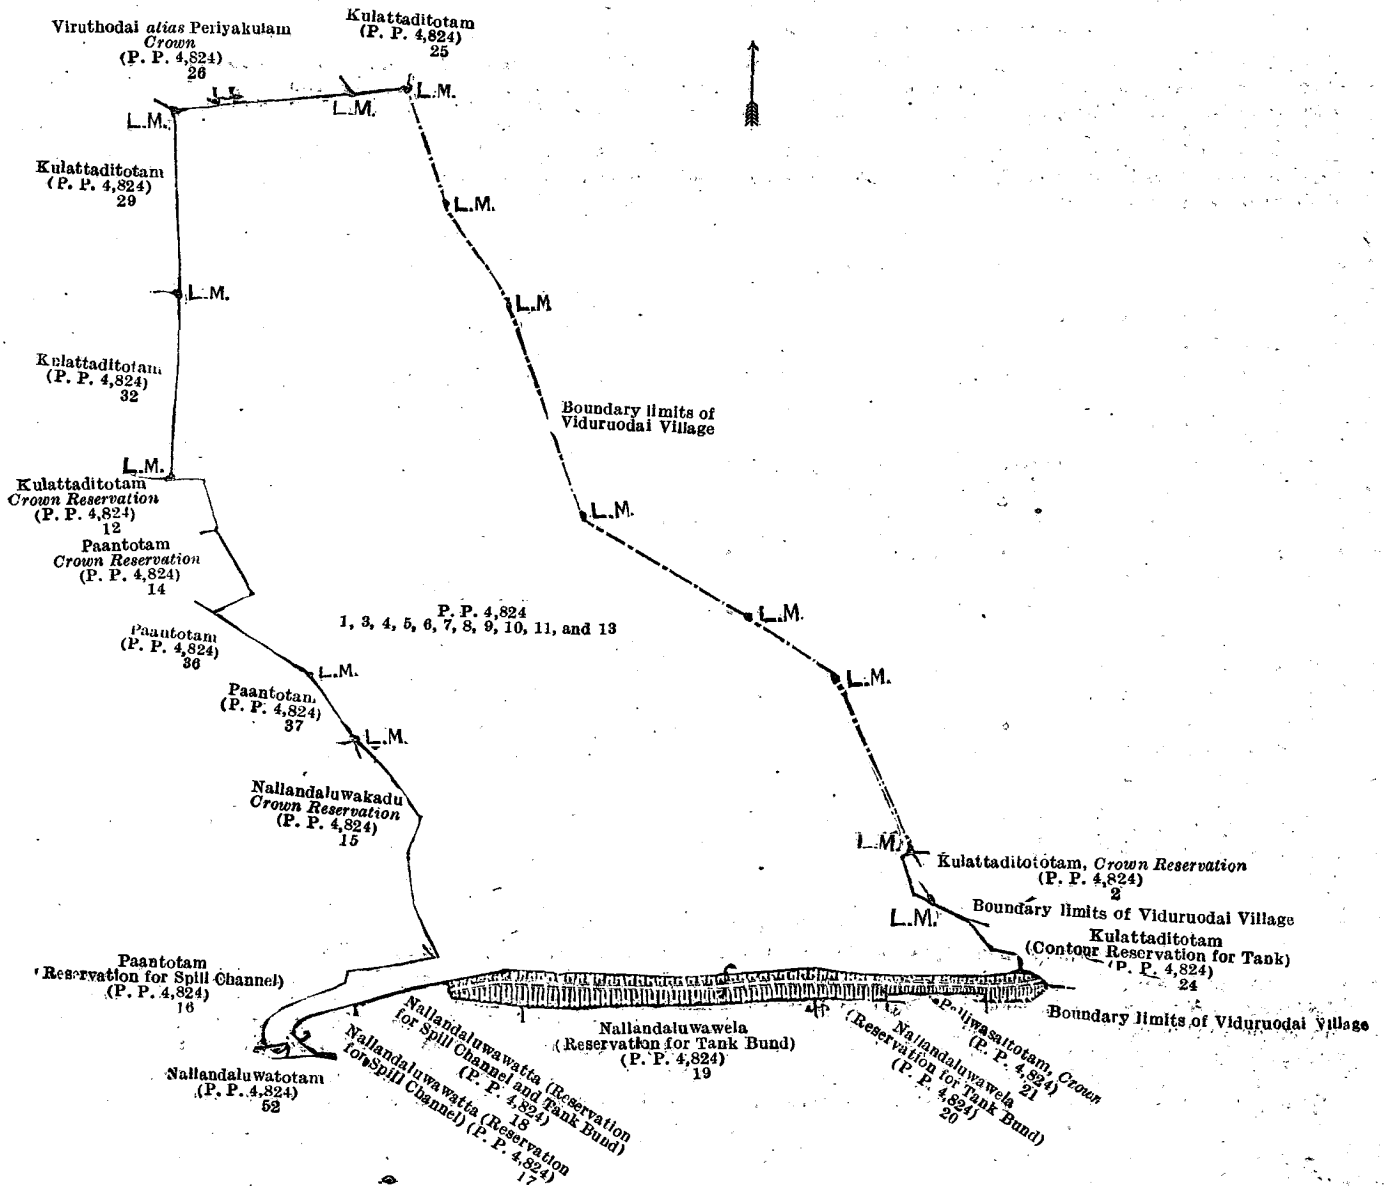 Viruthodai alias Periyakulam
Crown
(P. P. 4,824)
26
Kulattaditotam
(P. P. 4,824)
25
L.M.
L.M.
L.M.
Kulattaditotam
(P. P. 4,824)
29
L.M.
L.M.
L.M
Kulattaditotam
(P. P. 4,824)
32
Boundary limits of
Viduruodai Village
L.M.
Kulattaditotam
Crown Reservation
(P. P. 4,824)
12
L.M.
Paantotam
Crown Reservation
(P. P. 4,824)
14
P. P. 4,824
1, 3, 4, 5, 6, 7, 8, 9, 10, 11, and 13
L.M.
Paantotam
(P. P. 4,824)
36
L.M.
L.M.
Paantotam
(P. P. 4,824)
37
L.M.
Nallandaluwakadu
Crown Reservation
(P. P. 4,824)
15
L.M.
Kulattaditototam, Crown Reservation
(P. P. 4,824)
2
L.M.
Boundary limits of Viduruodai Village
Kulattaditotam
(Contour Reservation for Tank)
(P. P. 4,824)
24
Paantotam
(Reservation for Spill Channel)
(P. P. 4,824)
16
Boundary limits of Viduruodai Village
Nallandaluwatotam
(P. P. 4,824)
52
Nallandaluwawatta (Reservation
for Spill Channel) (P. P. 4,824)
17
Nallandaluwawatta (Reservation
for Spill Channel and Tank Bund)
(P. P. 4,824)
18
Nallandaluwawela
(Reservation for Tank Bund)
(P. P. 4,824)
19
Nallandaluwawela
(Reservation for Tank Bund)
(P. P. 4,824)
20
Palliwasaltotam, Crown
(P. P. 4,824)
21